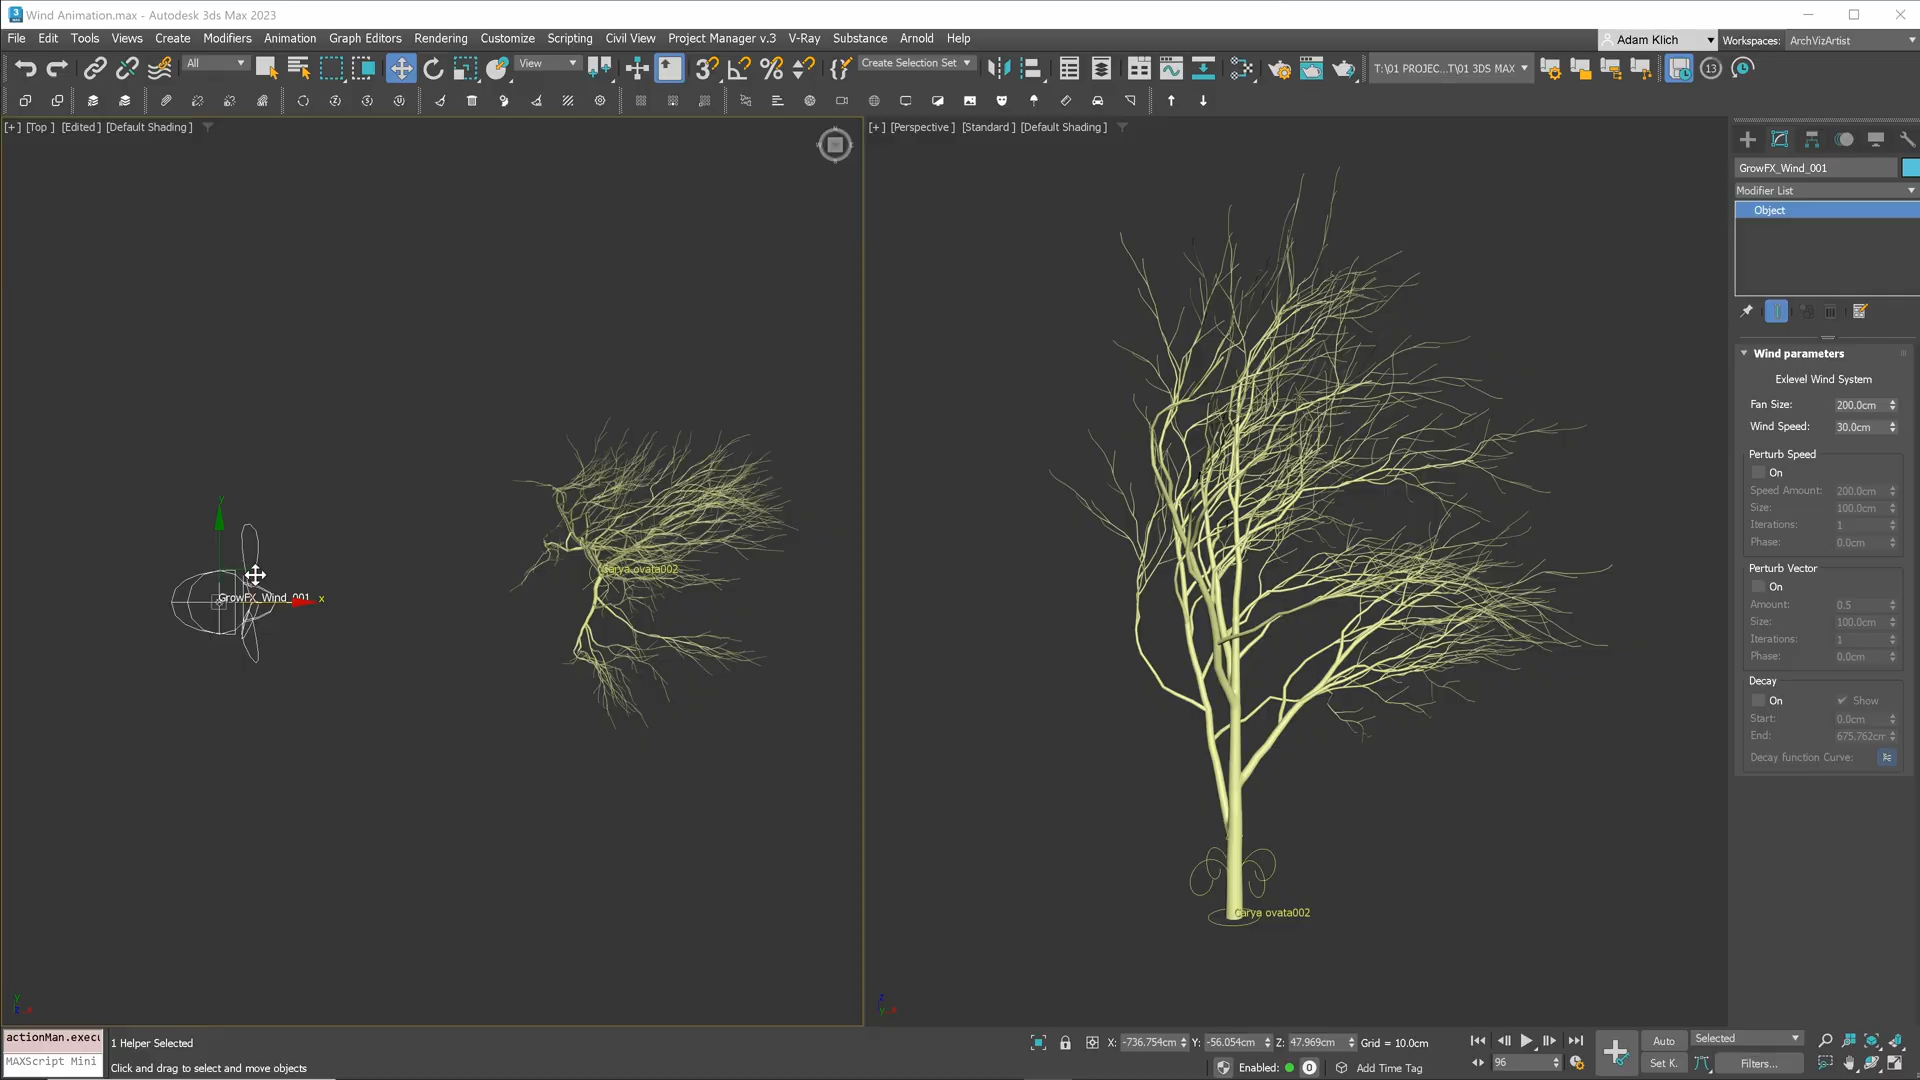 Wind Animation.max - Autodesk 3ds Max 2023
File Edit Tools Views Create Modifiers Animation Graph Editors Rendering Customize Scripting Civil View Project Manager v.3 V-Ray Substance Arnold Help
Adam Klich Workspaces: ArchVizArtist
All View Create Selection Set T:\01 PROJEC...T\01 3DS MAX 13
[+] [Top ] [Edited ] [Default Shading ]
[+] [Perspective ] [Standard ] [Default Shading ]
GrowFX_Wind_001
Modifier List
Object
Wind parameters
Exlevel Wind System
Fan Size: 200.0cm
Wind Speed: 30.0cm
Perturb Speed
On
Speed Amount: 200.0cm
Size: 100.0cm
Iterations: 1
Phase: 0.0cm
Perturb Vector
On
Amount: 0.5
Size: 100.0cm
Iterations: 1
Phase: 0.0cm
Decay
On Show
Start: 0.0cm
End: 675.762cm
Decay function Curve:
y
GrowFX_Wind_001 x
Carya ovata002
Carya ovata002
y
z x
z
y x
actionMan.execu
MAXScript Mini
1 Helper Selected
Click and drag to select and move objects
X: -736.754cm Y: -56.054cm Z: 47.969cm Grid = 10.0cm
Enabled: 0 Add Time Tag
96
Auto Selected
Set K. Filters...